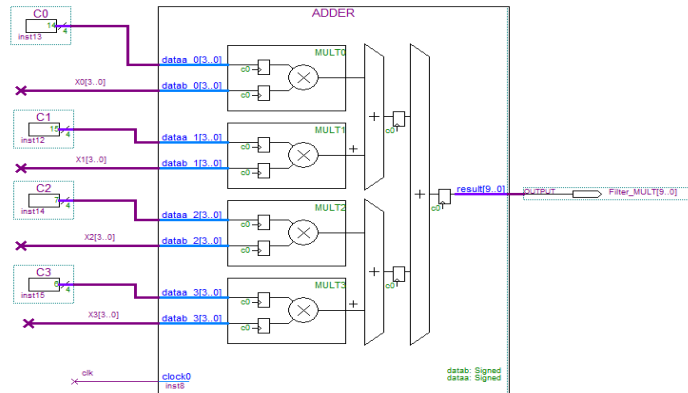 ADDER
C0
14
4
inst13
dataa_0[3..0]
MULT0
c0
X0[3..0]
datab_0[3..0]
c0
C1
15
4
inst12
dataa_1[3..0]
MULT1
c0
X1[3..0]
datab_1[3..0]
c0
+
+
c0
C2
7
4
inst14
dataa_2[3..0]
MULT2
c0
X2[3..0]
datab_2[3..0]
c0
+
c0
result[9..0]
OUTPUT
Filter_MULT[9..0]
C3
6
4
inst15
dataa_3[3..0]
MULT3
c0
X3[3..0]
datab_3[3..0]
c0
+
+
c0
clk
clock0
inst8
datab: Signed
dataa: Signed